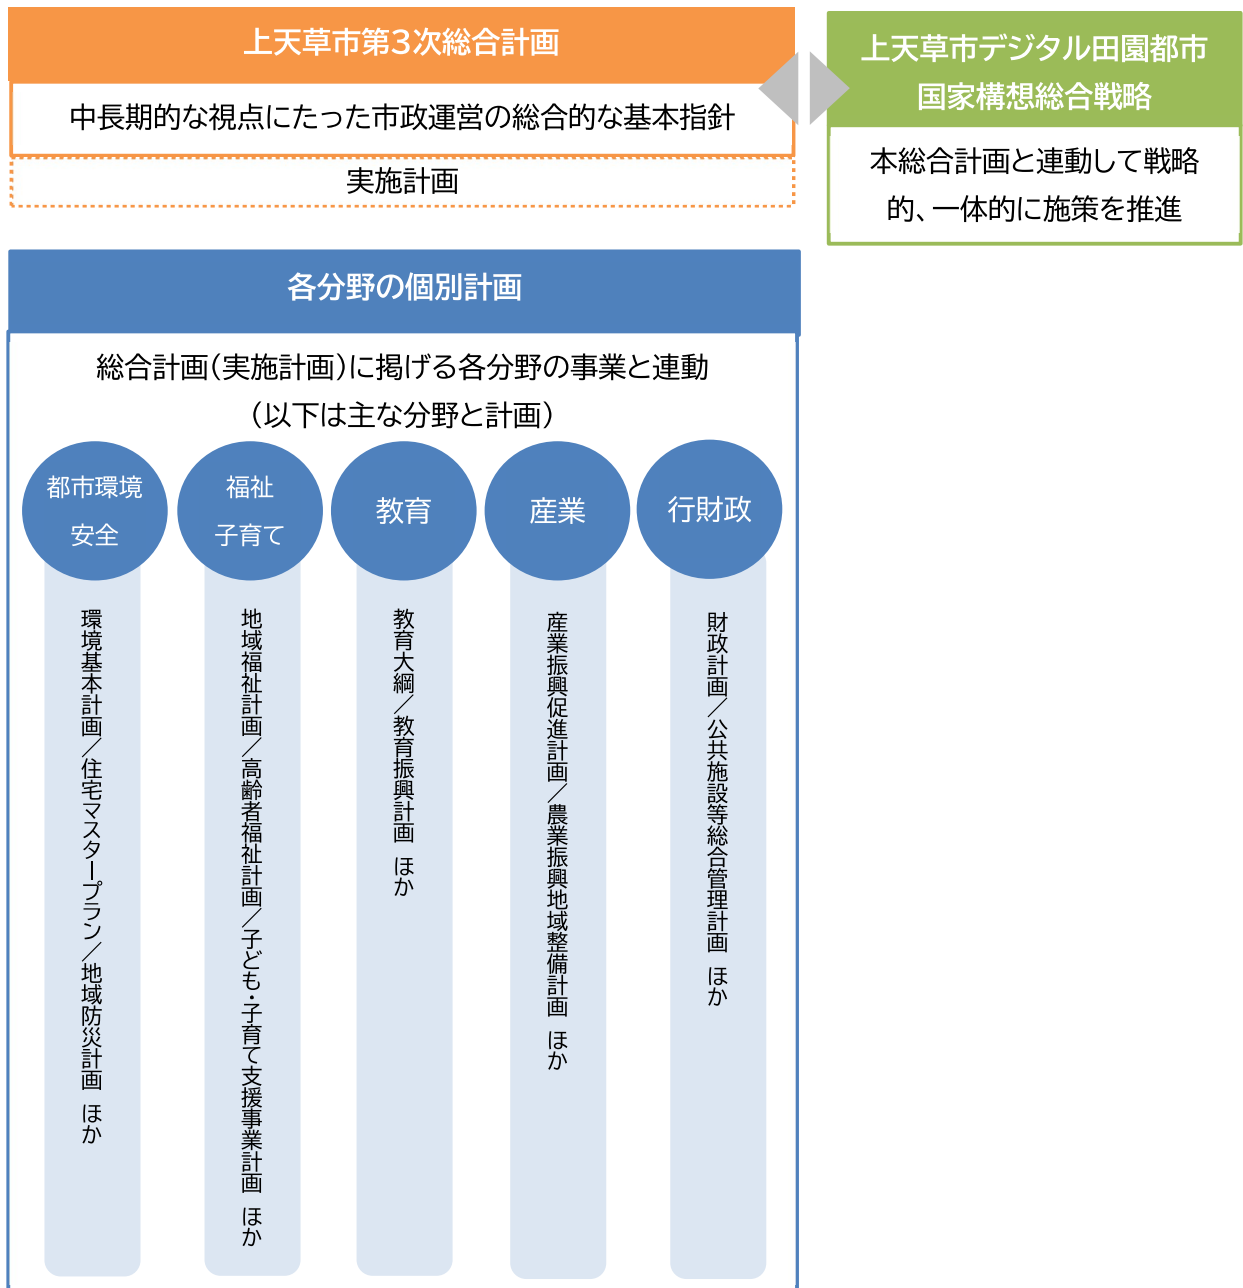 上天草市第3次総合計画
中長期的な視点にたった市政運営の総合的な基本指針
実施計画
上天草市デジタル田園都市
国家構想総合戦略
本総合計画と連動して戦略
的、一体的に施策を推進
各分野の個別計画
総合計画(実施計画)に掲げる各分野の事業と連動
(以下は主な分野と計画)
都市環境
安全
環境基本計画/住宅マスタープラン/地域防災計画 ほか
福祉
子育て
地域福祉計画/高齢者福祉計画/子ども・子育て支援事業計画 ほか
教育
教育大綱/教育振興計画 ほか
産業
産業振興促進計画/農業振興地域整備計画 ほか
行財政
財政計画/公共施設等総合管理計画 ほか